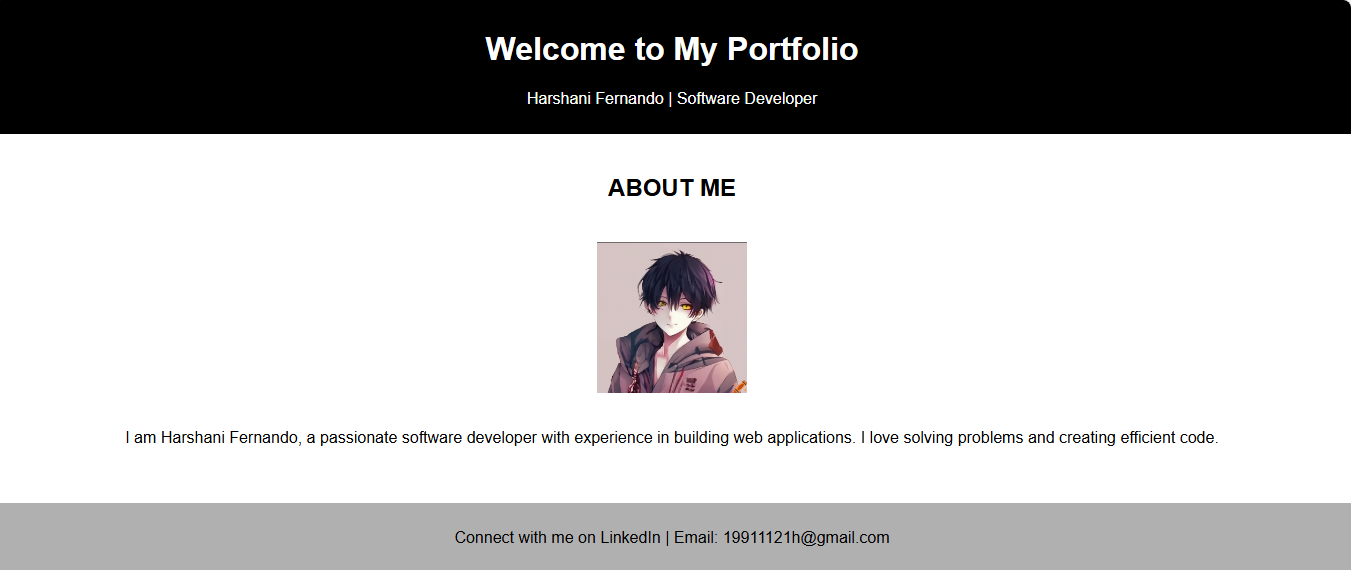 Welcome to My Portfolio
Harshani Fernando | Software Developer
ABOUT ME
I am Harshani Fernando, a passionate software developer with experience in building web applications. I love solving problems and creating efficient code.
Connect with me on LinkedIn | Email: 19911121h@gmail.com